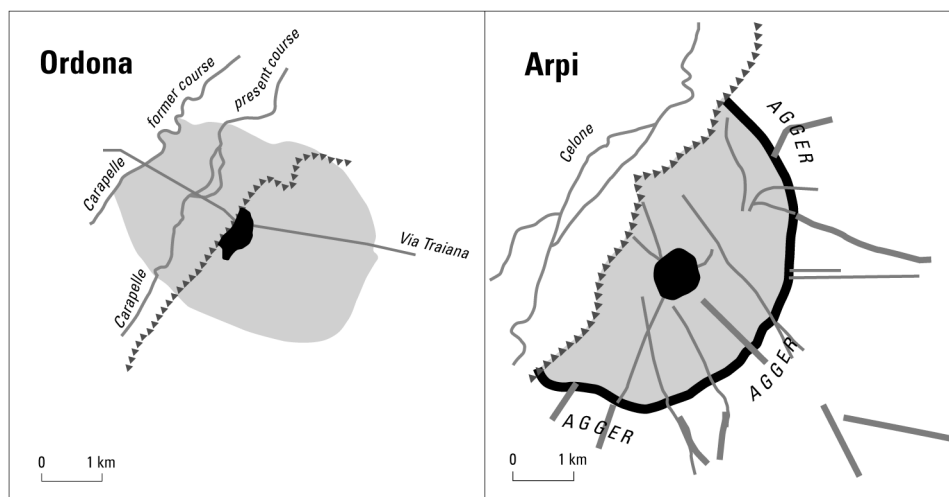 Ordona
former course
present course
Carapelle
Carapelle
Via Traiana
0 1 km
Arpi
Celone
AGGER
AGGER
AGGER
0 1 km